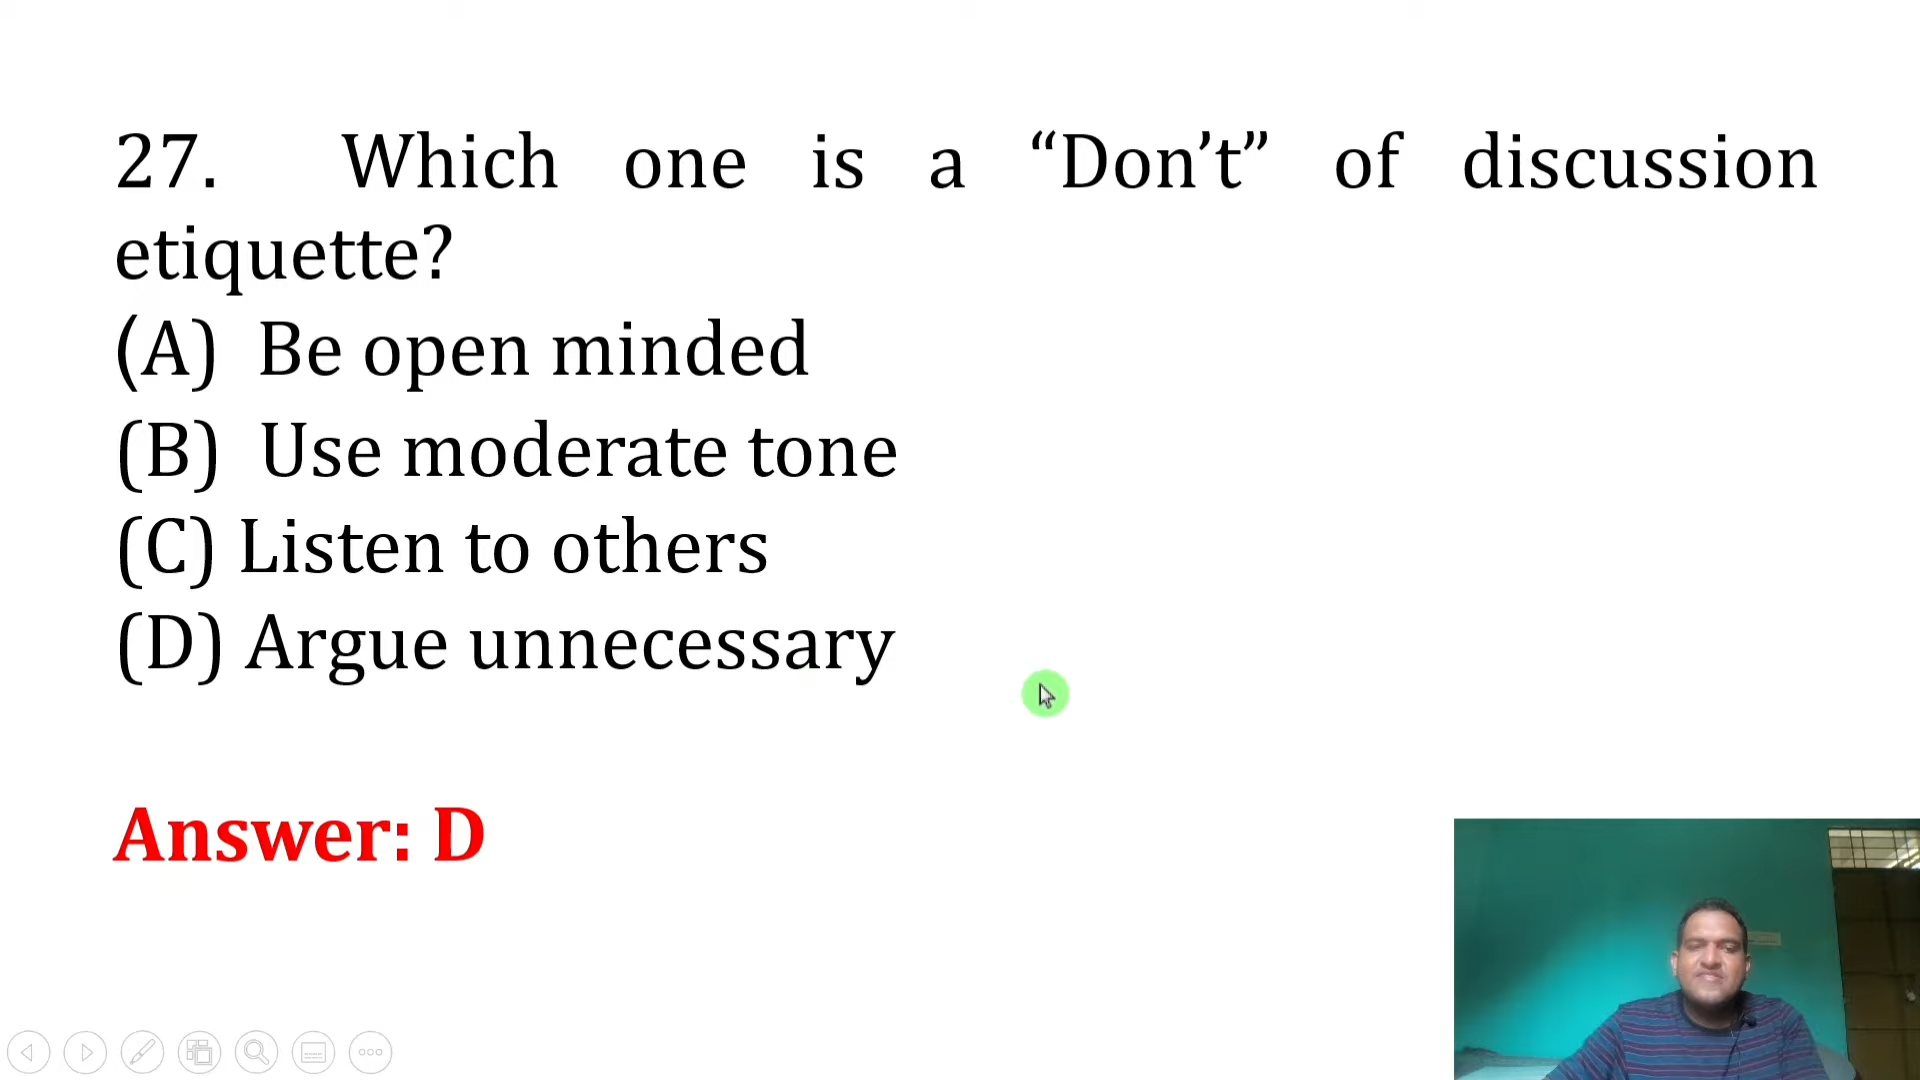 27. Which one is a “Don’t” of discussion
etiquette?
(A) Be open minded
(B) Use moderate tone
(C) Listen to others
(D) Argue unnecessary
Answer: D